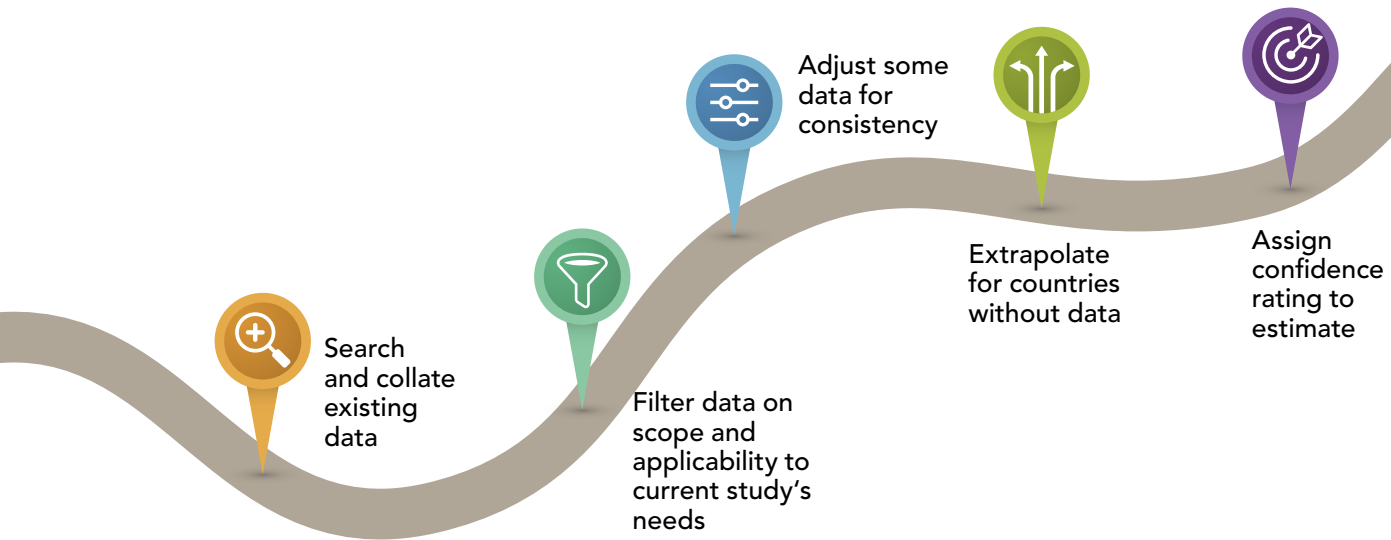 Search
and collate
existing
data
Filter data on
scope and
applicability to
current study’s
needs
Adjust some
data for
consistency
Extrapolate
for countries
without data
Assign
confidence
rating to
estimate